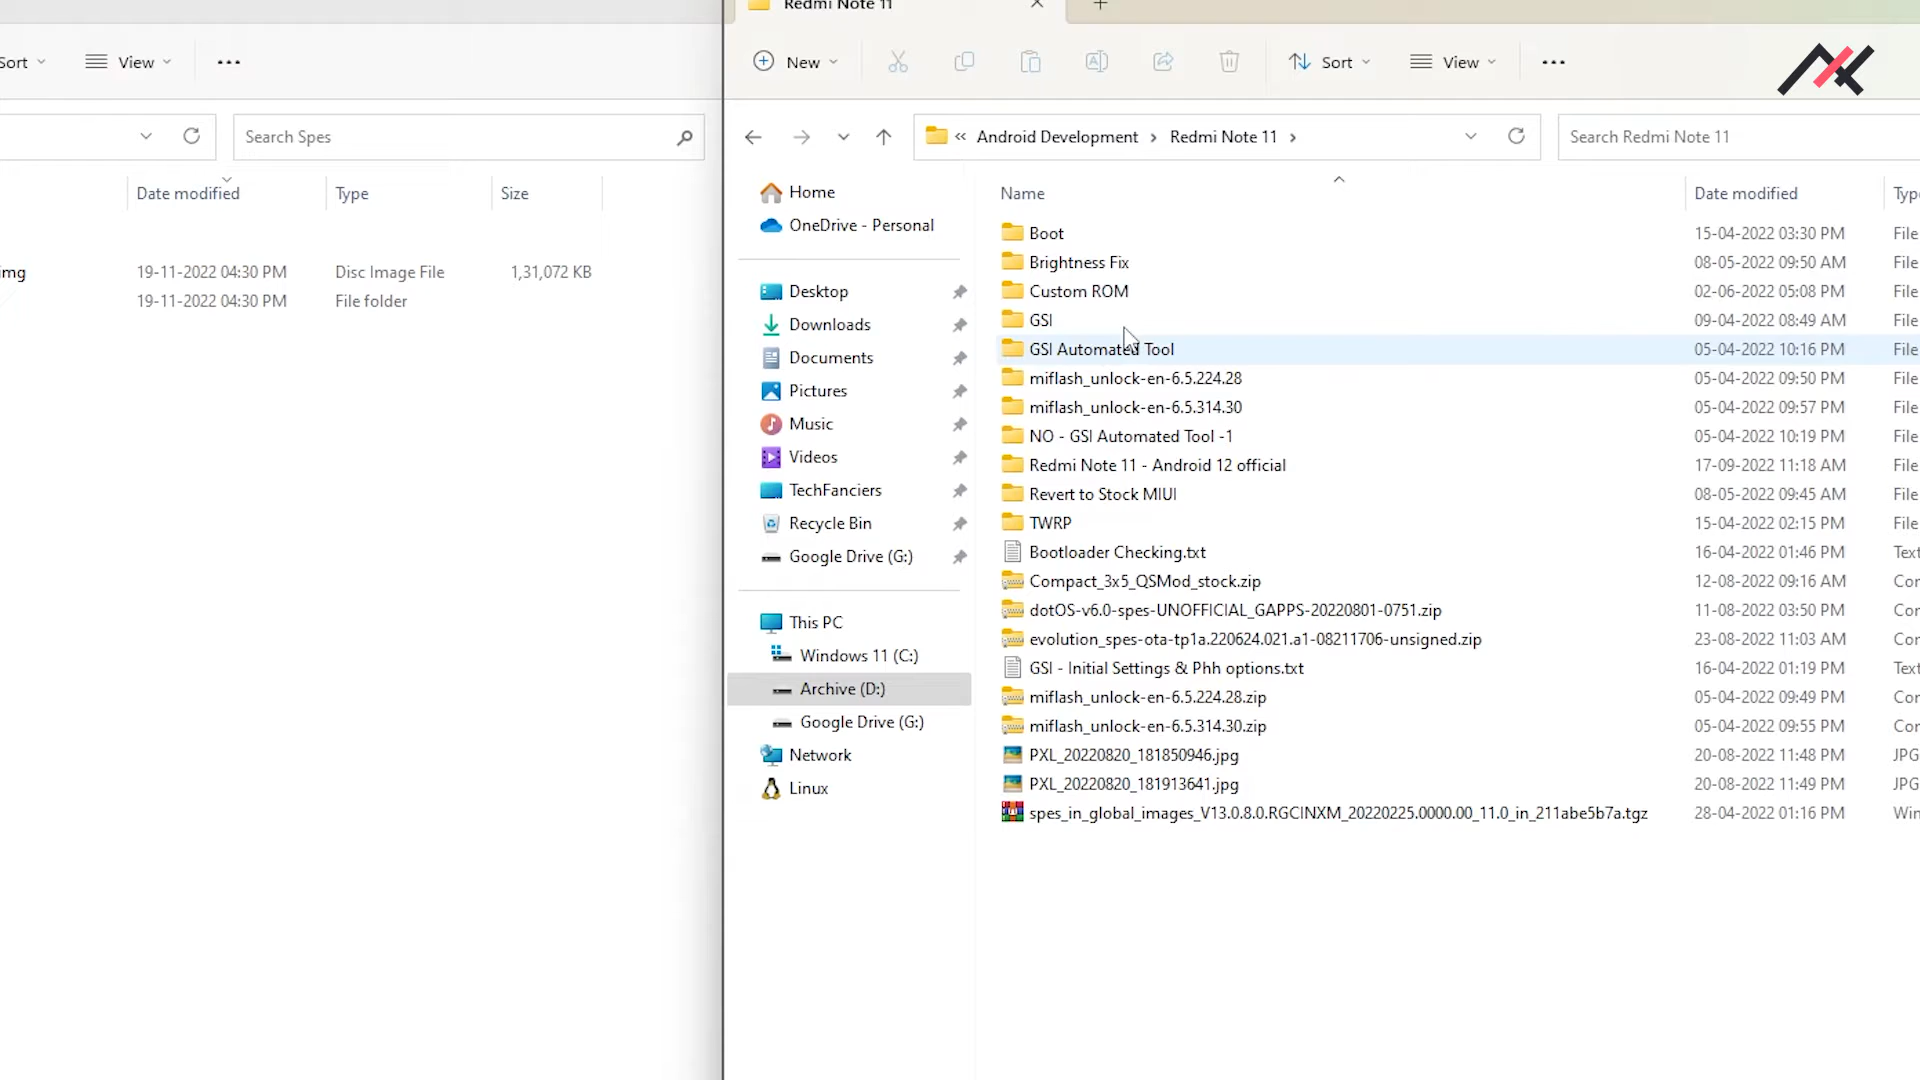 Redmi Note 11
Sort
View
New
Sort
View
Search Spes
Android Development
Redmi Note 11
Search Redmi Note 11
Date modified
Type
Size
img
19-11-2022 04:30 PM
Disc Image File
1,31,072 KB
19-11-2022 04:30 PM
File folder
Home
OneDrive - Personal
Desktop
Downloads
Documents
Pictures
Music
Videos
TechFanciers
Recycle Bin
Google Drive (G:)
This PC
Windows 11 (C:)
Archive (D:)
Google Drive (G:)
Network
Linux
Name
Date modified
Typ
Boot 15-04-2022 03:30 PM File
Brightness Fix 08-05-2022 09:50 AM File
Custom ROM 02-06-2022 05:08 PM File
GSI 09-04-2022 08:49 AM File
GSI Automated Tool 05-04-2022 10:16 PM File
miflash_unlock-en-6.5.224.28 05-04-2022 09:50 PM File
miflash_unlock-en-6.5.314.30 05-04-2022 09:57 PM File
NO - GSI Automated Tool -1 05-04-2022 10:19 PM File
Redmi Note 11 - Android 12 official 17-09-2022 11:18 AM File
Revert to Stock MIUI 08-05-2022 09:45 AM File
TWRP 15-04-2022 02:15 PM File
Bootloader Checking.txt 16-04-2022 01:46 PM Text
Compact_3x5_QSMod_stock.zip 12-08-2022 09:16 AM Cor
dotOS-v6.0-spes-UNOFFICIAL_GAPPS-20220801-0751.zip 11-08-2022 03:50 PM Cor
evolution_spes-ota-tp1a.220624.021.a1-08211706-unsigned.zip 23-08-2022 11:03 AM Cor
GSI - Initial Settings & Phh options.txt 16-04-2022 01:19 PM Text
miflash_unlock-en-6.5.224.28.zip 05-04-2022 09:49 PM Cor
miflash_unlock-en-6.5.314.30.zip 05-04-2022 09:55 PM Cor
PXL_20220820_181850946.jpg 20-08-2022 11:48 PM JPG
PXL_20220820_181913641.jpg 20-08-2022 11:49 PM JPG
spes_in_global_images_V13.0.8.0.RGCINXM_20220225.0000.00_11.0_in_211abe5b7a.tgz 28-04-2022 01:16 PM Win